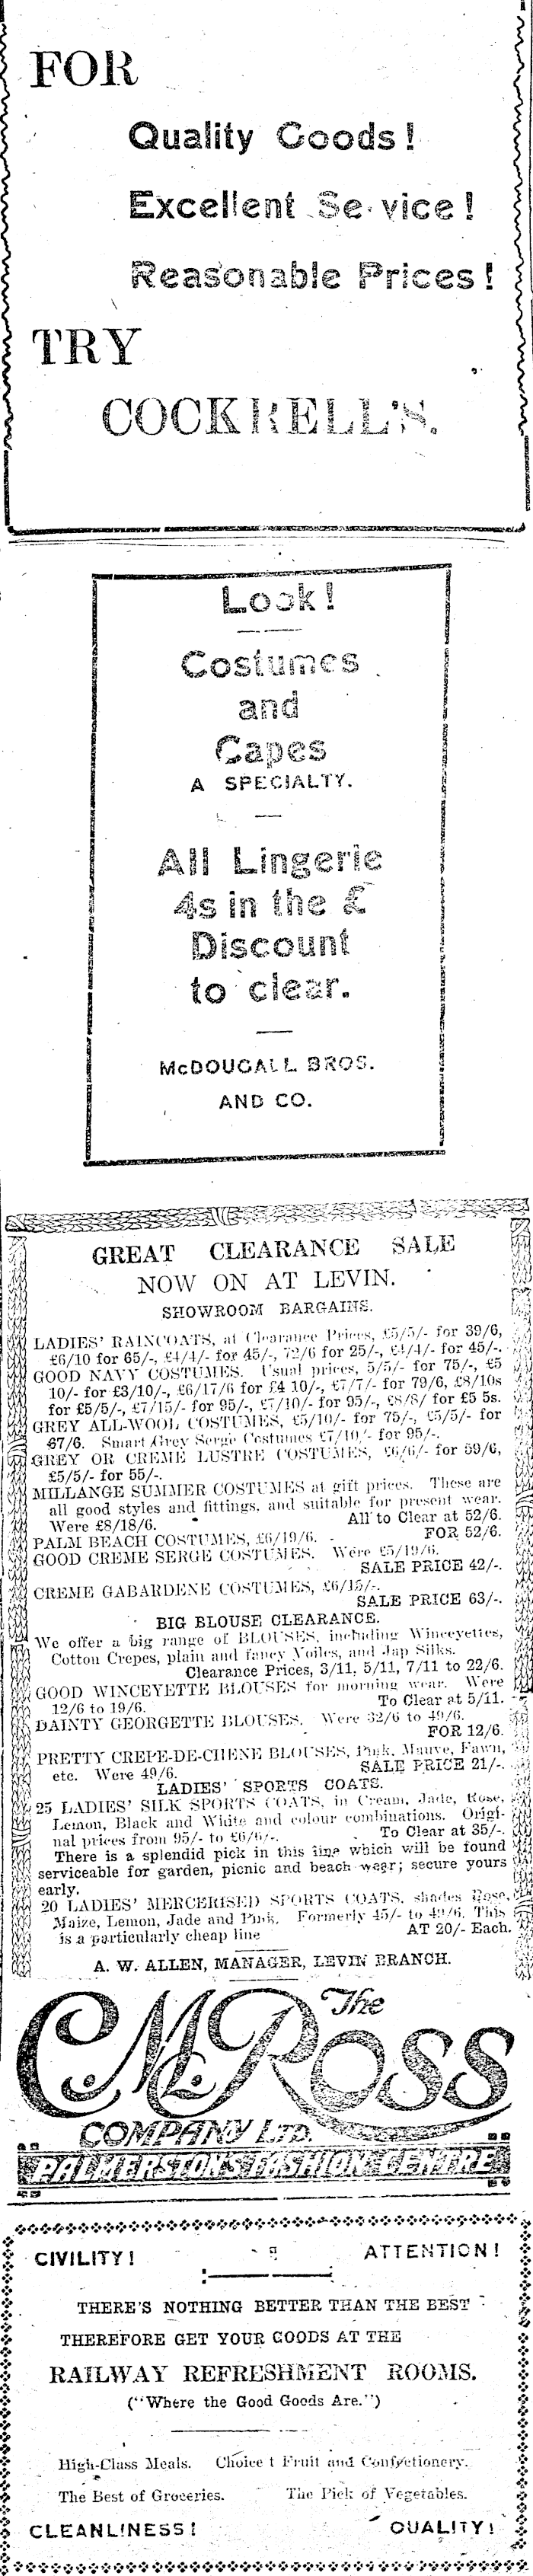 FOR
Quality Goods!
Excellent Se vice!
Reasonable Prices!
TRY
COCKRELL'S.
Look!
Costumes
and
Capes
A SPECIALTY.
All Lingerie
4s in the £
Discount
to clear.
McDOUGALL BROS.
AND CO.
GREAT CLEARANCE SALE
NOW ON AT LEVIN.
SHOWROOM BARGAINS.
LADIES' RAINCOATS, at Clearance Prices, £5/5/- for 39/6,
£6/10 for 65/-, £4/4/- for 45/-, 72/6 for 25/-, £4/4/- for 45/-.
GOOD NAVY COSTUMES. Usual prices, 5/5/- for 75/-, £5
10/- for £3/10/-, £6/17/6 for £4 10/-, £7/7/- for 79/6, £8/10s
for £5/5/-, £7/15/- for 95/-, £7/10/- for 95/-, £8/8/ for £5 5s.
GREY ALL-WOOL COSTUMES, £5/10/- for 75/-, £5/5/- for
67/6. Smart Grey Serge Costumes £7/10/- for 95/-.
GREY OR CREME LUSTRE COSTUMES, £6/6/- for 59/6,
£5/5/- for 55/-.
MILLANGE SUMMER COSTUMES at gift prices. These are
all good styles and fittings, and suitable for present wear.
Were £8/18/6. All to Clear at 52/6.
PALM BEACH COSTUMES, £6/19/6. FOR 52/6.
GOOD CREME SERGE COSTUMES. Were £5/19/6.
SALE PRICE 42/-.
CREME GABARDENE COSTUMES, £6/15/-.
SALE PRICE 63/-.
BIG BLOUSE CLEARANCE.
We offer a big range of BLOUSES, including Winceyettes,
Cotton Crepes, plain and fancy Voiles, and Jap Silks.
Clearance Prices, 3/11, 5/11, 7/11 to 22/6.
GOOD WINCEYETTE BLOUSES for morning wear. Were
12/6 to 19/6. To Clear at 5/11.
DAINTY GEORGETTE BLOUSES. Were 32/6 to 49/6.
FOR 12/6.
PRETTY CREPE-DE-CHENE BLOUSES, Pink, Mauve, Fawn,
etc. Were 49/6. SALE PRICE 21/-.
LADIES' SPORTS COATS.
25 LADIES' SILK SPORTS COATS, in Cream, Jade, Rose,
Lemon, Black and White and colour combinations. Origi-
nal prices from 95/- to £6/6/-. To Clear at 35/-.
There is a splendid pick in this line which will be found
serviceable for garden, picnic and beach wear; secure yours
early.
20 LADIES' MERCERISED SPORTS COATS, shades Rose,
Maize, Lemon, Jade and Pink. Formerly 45/- to 49/6. This
is a particularly cheap line AT 20/- Each.
A. W. ALLEN, MANAGER, LEVIN BRANCH.
The
C.M. Ross
COMPANY LTD.
PALMERSTON'S FASHION CENTRE
CIVILITY! ATTENTION!
THERE'S NOTHING BETTER THAN THE BEST
THEREFORE GET YOUR GOODS AT THE
RAILWAY REFRESHMENT ROOMS.
("Where the Good Goods Are.")
High-Class Meals. Choice t Fruit and Confectionery.
The Best of Groceries. The Pick of Vegetables.
CLEANLINESS! QUALITY!